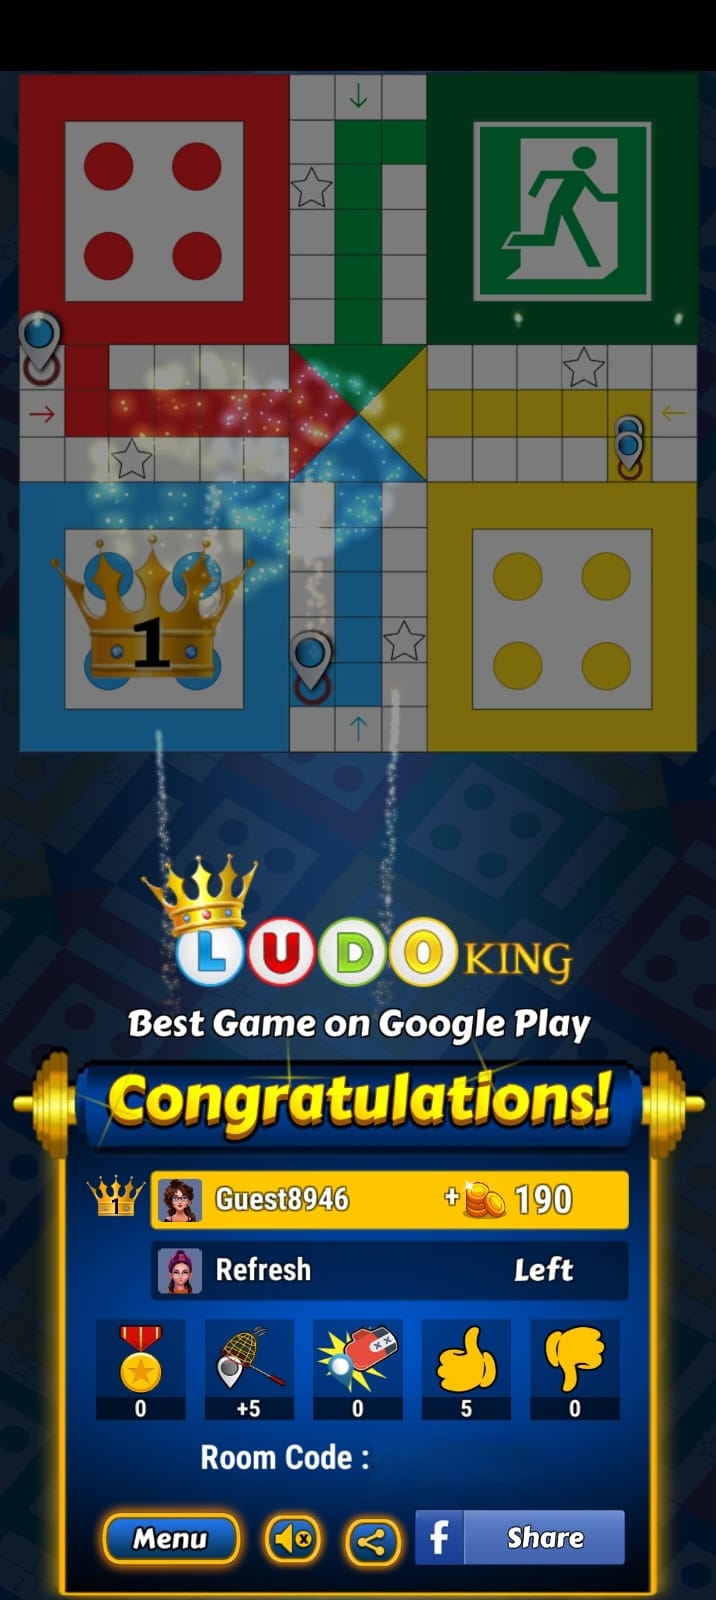 1
LUDO KING
Best Game on Google Play
Congratulations!
1 Guest8946 + 190
Refresh Left
0 +5 0 5 0
Room Code :
Menu f Share